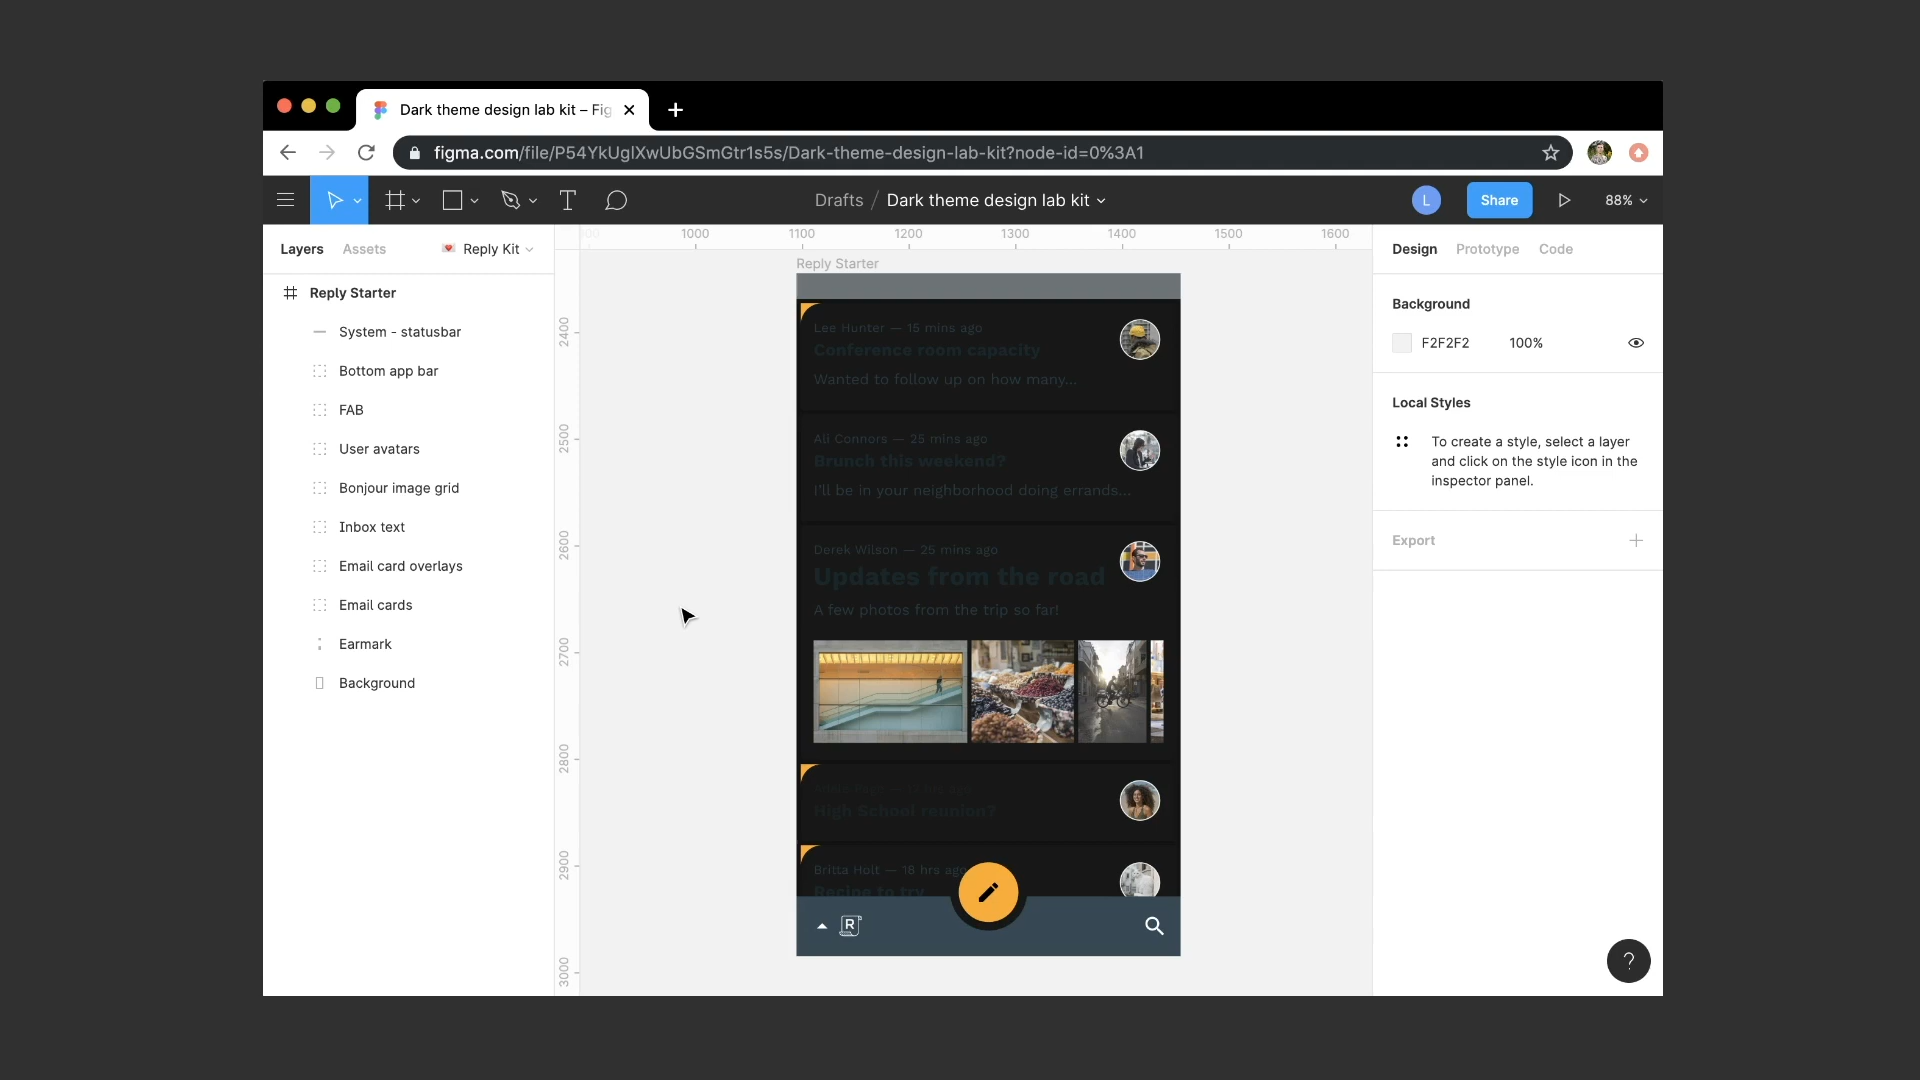 Dark theme design lab kit – Fig
figma.com/file/P54YkUglXwUbGSmGtr1s5s/Dark-theme-design-lab-kit?node-id=0%3A1
Drafts / Dark theme design lab kit
L
Share
88%
Layers
Assets
Reply Kit
Reply Starter
System - statusbar
Bottom app bar
FAB
User avatars
Bonjour image grid
Inbox text
Email card overlays
Email cards
Earmark
Background
1000 1100 1200 1300 1400 1500 1600
2400
2500
2600
2700
2800
2900
3000
Reply Starter
Lee Hunter — 15 mins ago
Conference room capacity
Wanted to follow up on how many...
Ali Connors — 25 mins ago
Brunch this weekend?
I'll be in your neighborhood doing errands...
Derek Wilson — 25 mins ago
Updates from the road
A few photos from the trip so far!
High School reunion?
Britta Holt — 16 hrs ago
Recipe to try
R
Design
Prototype
Code
Background
F2F2F2 100%
Local Styles
To create a style, select a layer
and click on the style icon in the
inspector panel.
Export
?